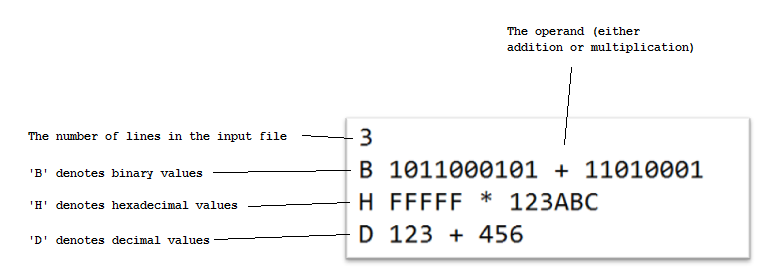 The operand (either
addition or multiplication)
The number of lines in the input file
3
'B' denotes binary values
B 1011000101 + 11010001
'H' denotes hexadecimal values
H FFFFF * 123ABC
'D' denotes decimal values
D 123 + 456